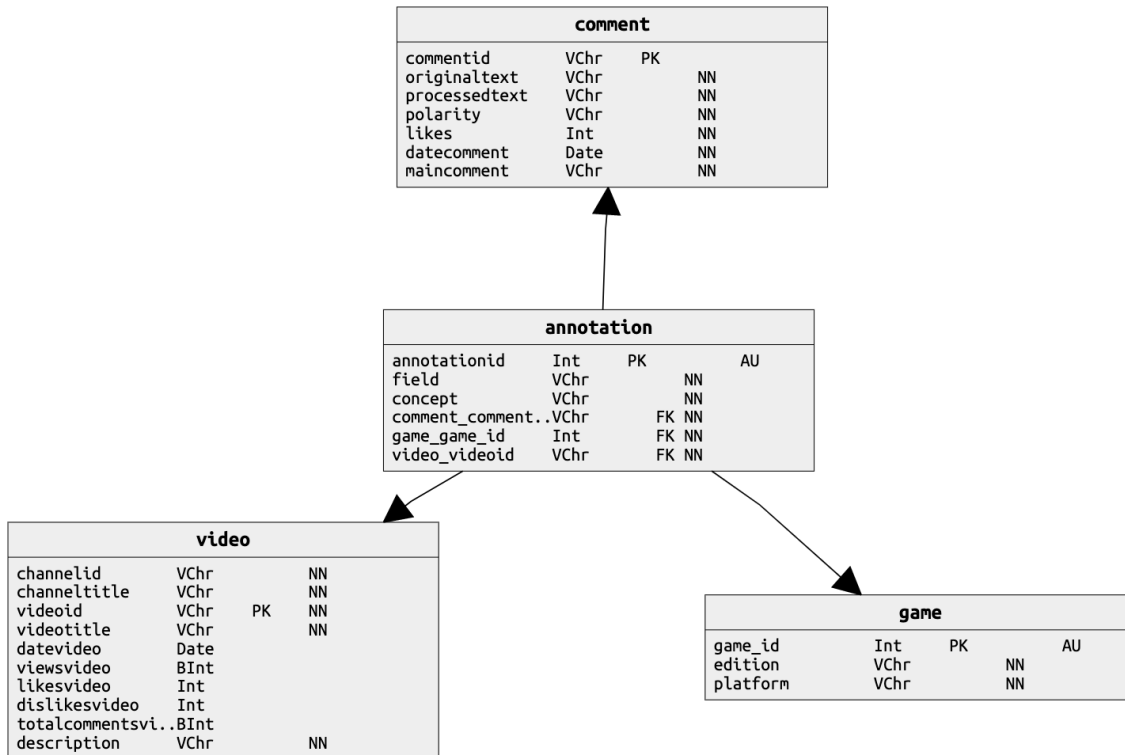 comment
commentid VChr PK
originaltext VChr NN
processedtext VChr NN
polarity VChr NN
likes Int NN
datecomment Date NN
maincomment VChr NN
annotation
annotationid Int PK AU
field VChr NN
concept VChr NN
comment_comment..VChr FK NN
game_game_id Int FK NN
video_videoid VChr FK NN
video
channelid VChr NN
channeltitle VChr NN
videoid VChr PK NN
videotitle VChr NN
datevideo Date
viewsvideo BInt
likesvideo Int
dislikesvideo Int
totalcommentsvi..BInt
description VChr NN
game
game_id Int PK AU
edition VChr NN
platform VChr NN